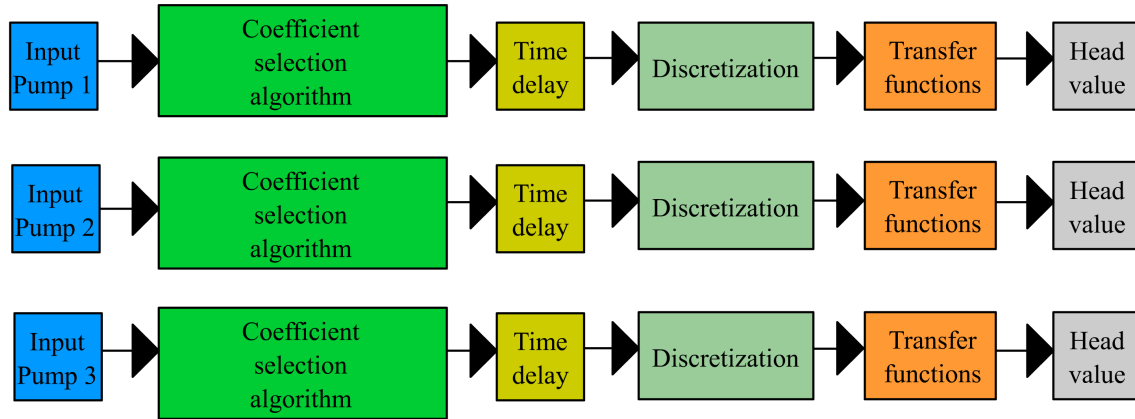 Input
Pump 1
Coefficient
selection
algorithm
Time
delay
Discretization
Transfer
functions
Head
value
Input
Pump 2
Coefficient
selection
algorithm
Time
delay
Discretization
Transfer
functions
Head
value
Input
Pump 3
Coefficient
selection
algorithm
Time
delay
Discretization
Transfer
functions
Head
value